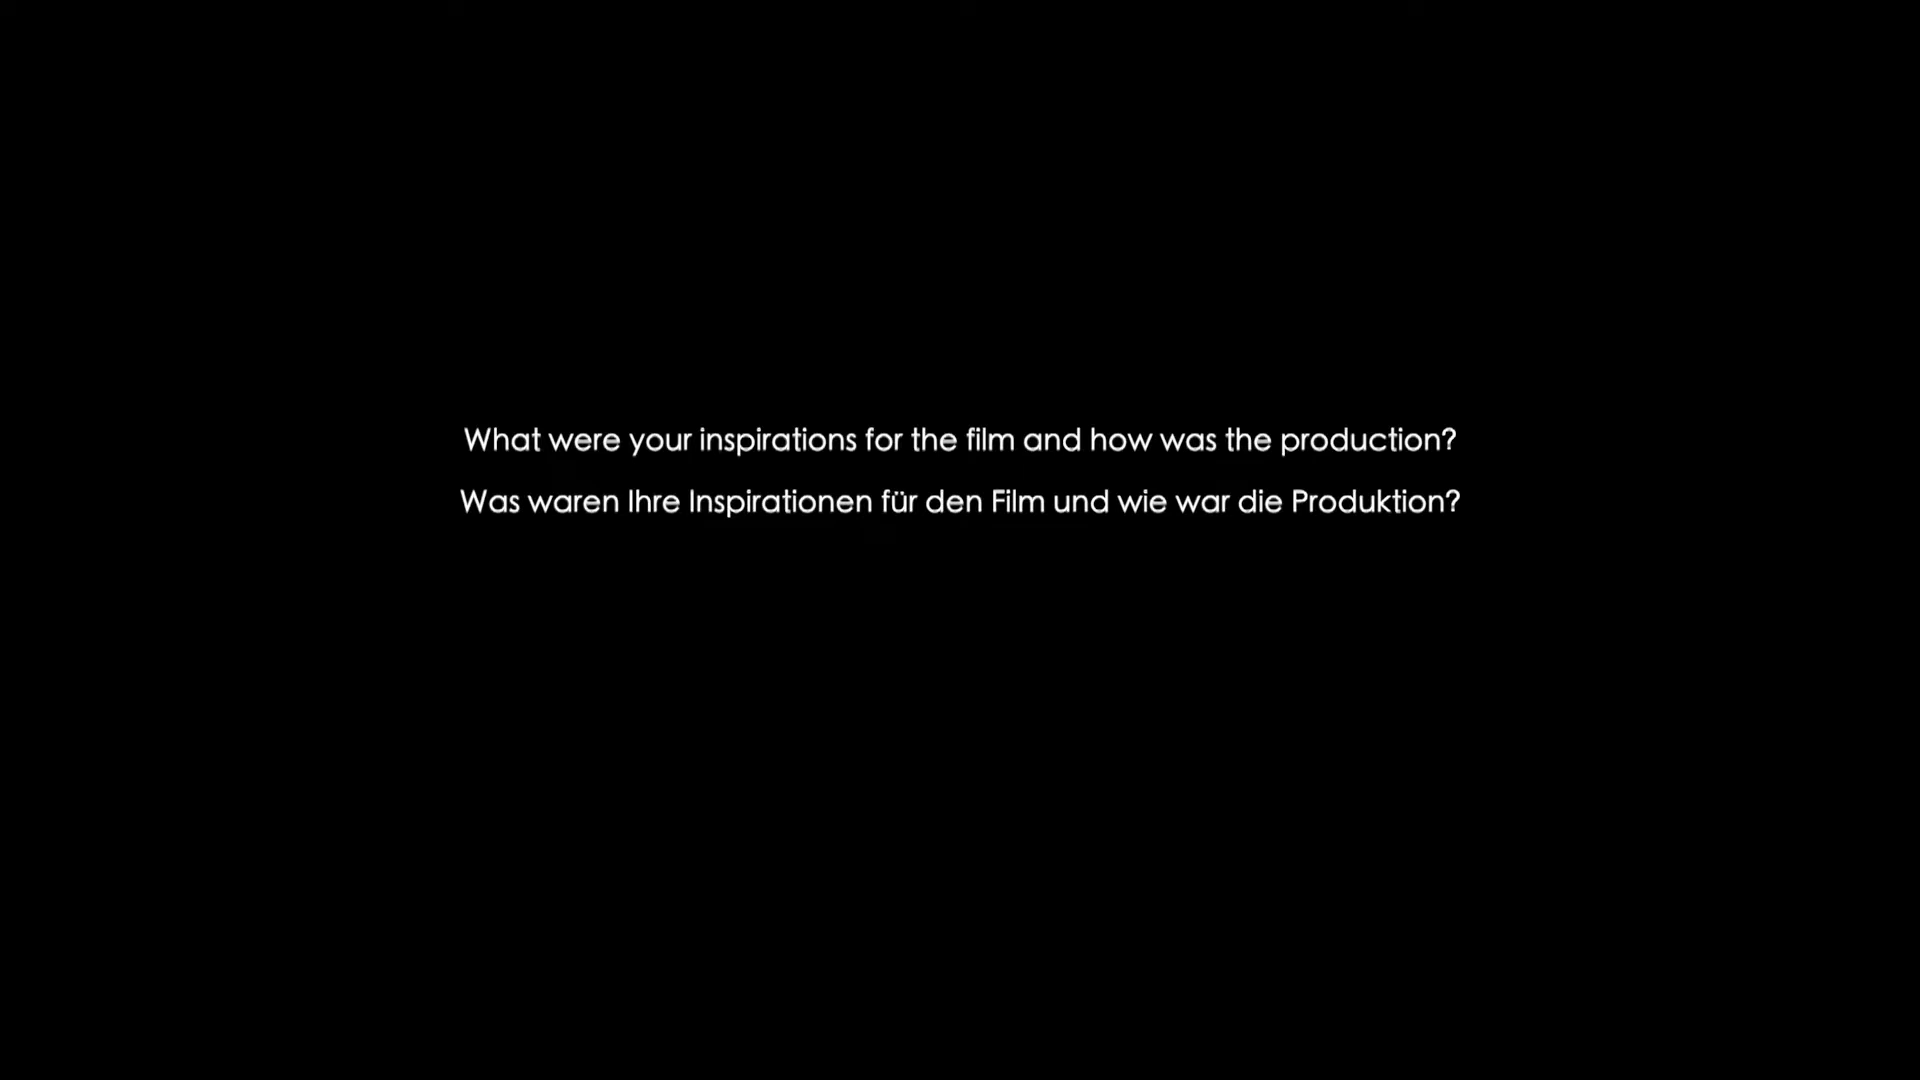 What were your inspirations for the film and how was the production?
Was waren Ihre Inspirationen für den Film und wie war die Produktion?